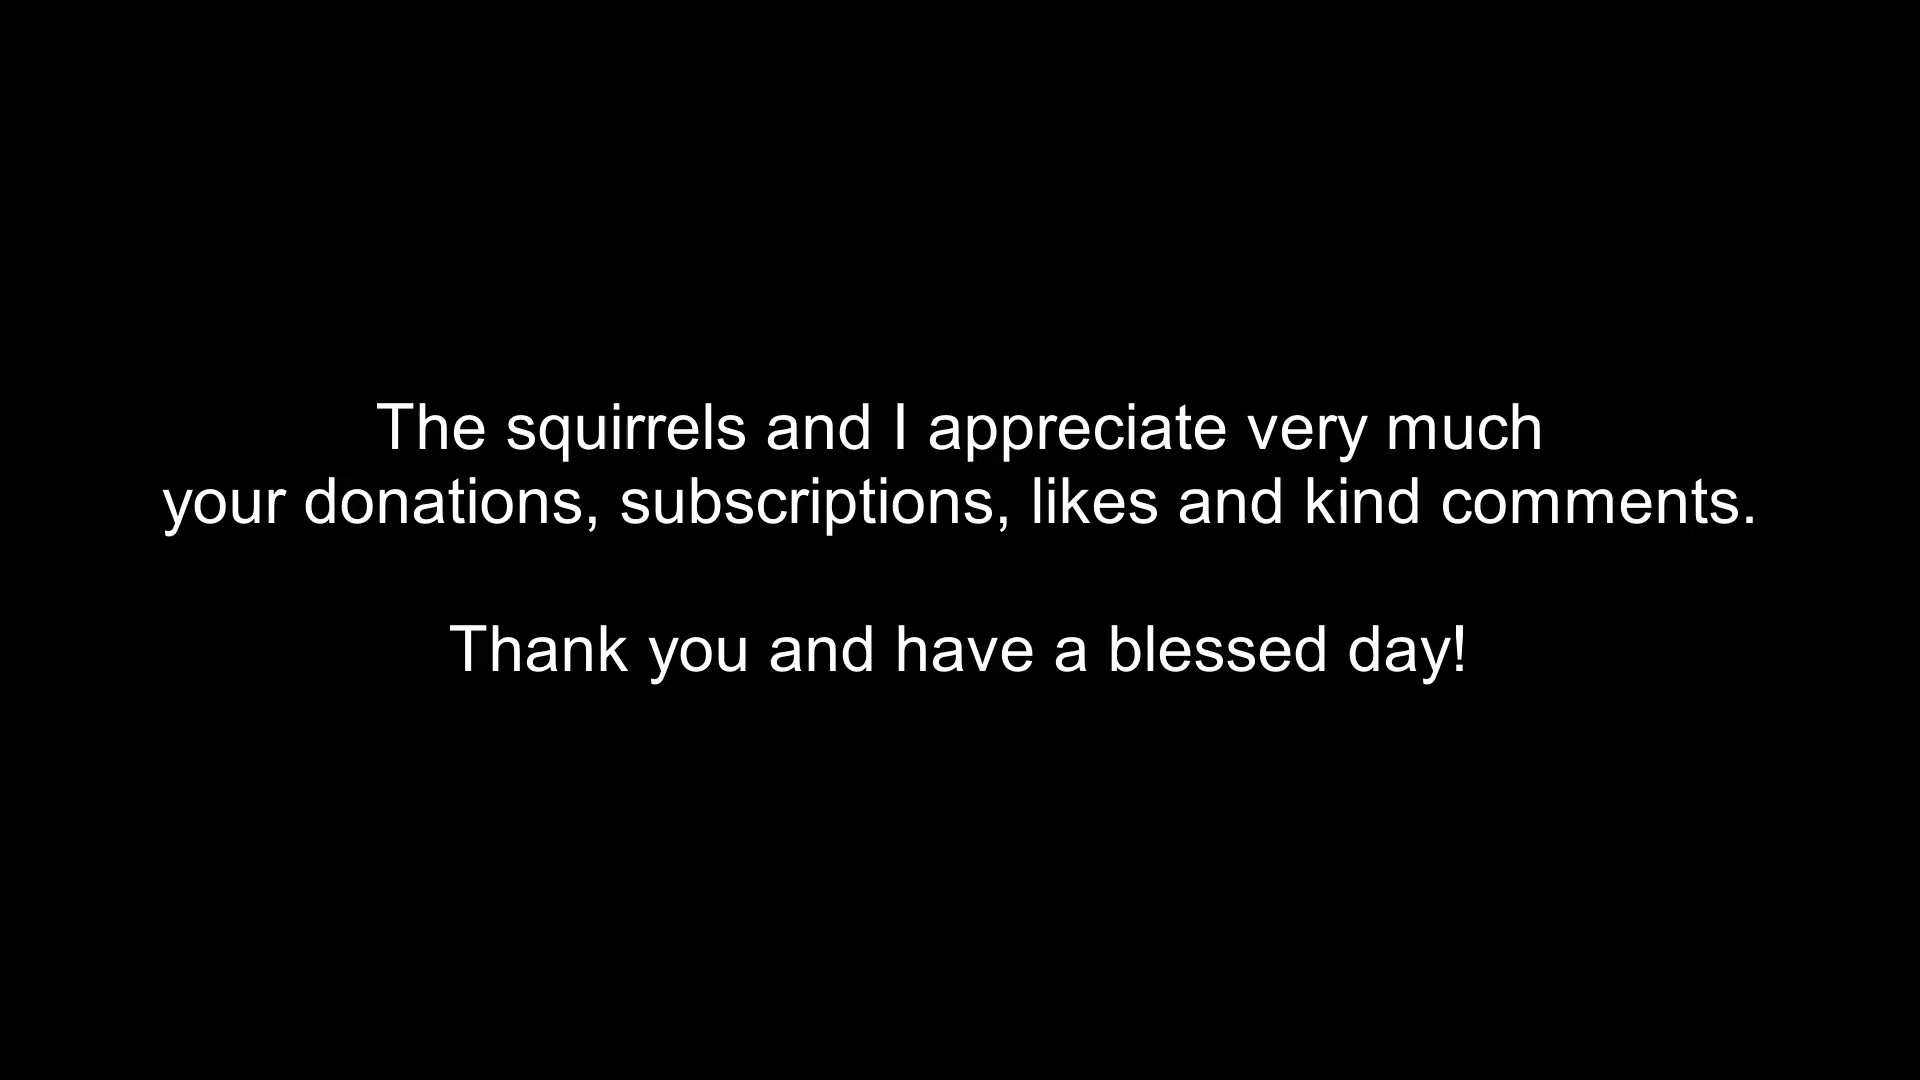 The squirrels and I appreciate very much
your donations, subscriptions, likes and kind comments.
Thank you and have a blessed day!